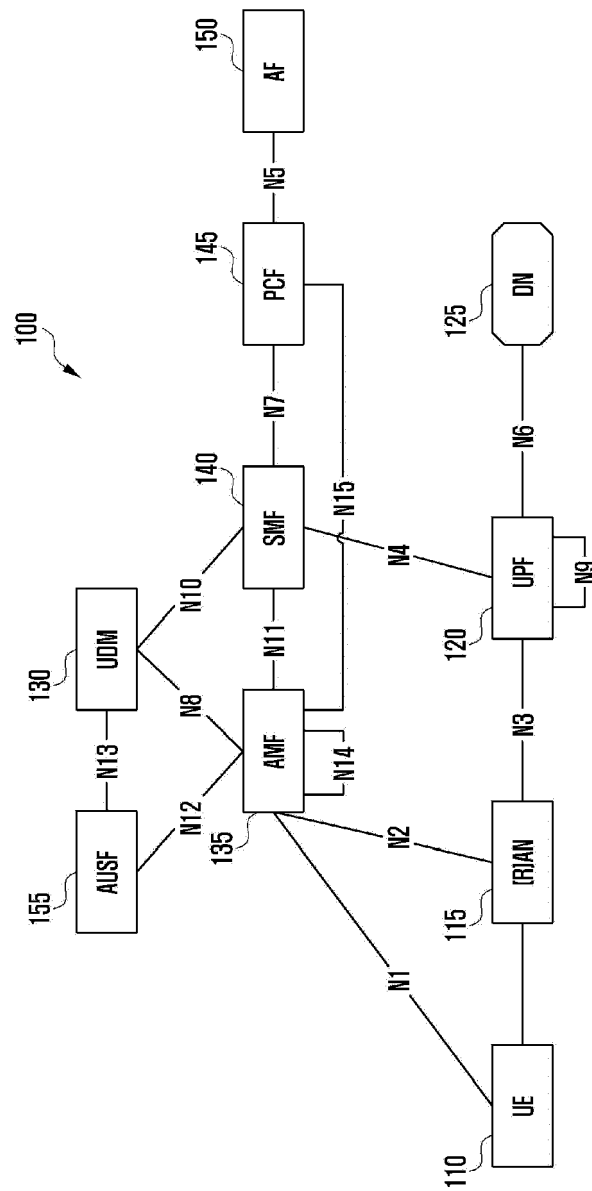 100
155
AUSF
N13
130
UDM
N12
N8
N10
135
AMF
N14
N11
140
SMF
N7
145
PCF
N5
150
AF
N15
N1
N2
N4
110
UE
115
[R]AN
N3
120
UPF
N9
N6
125
DN